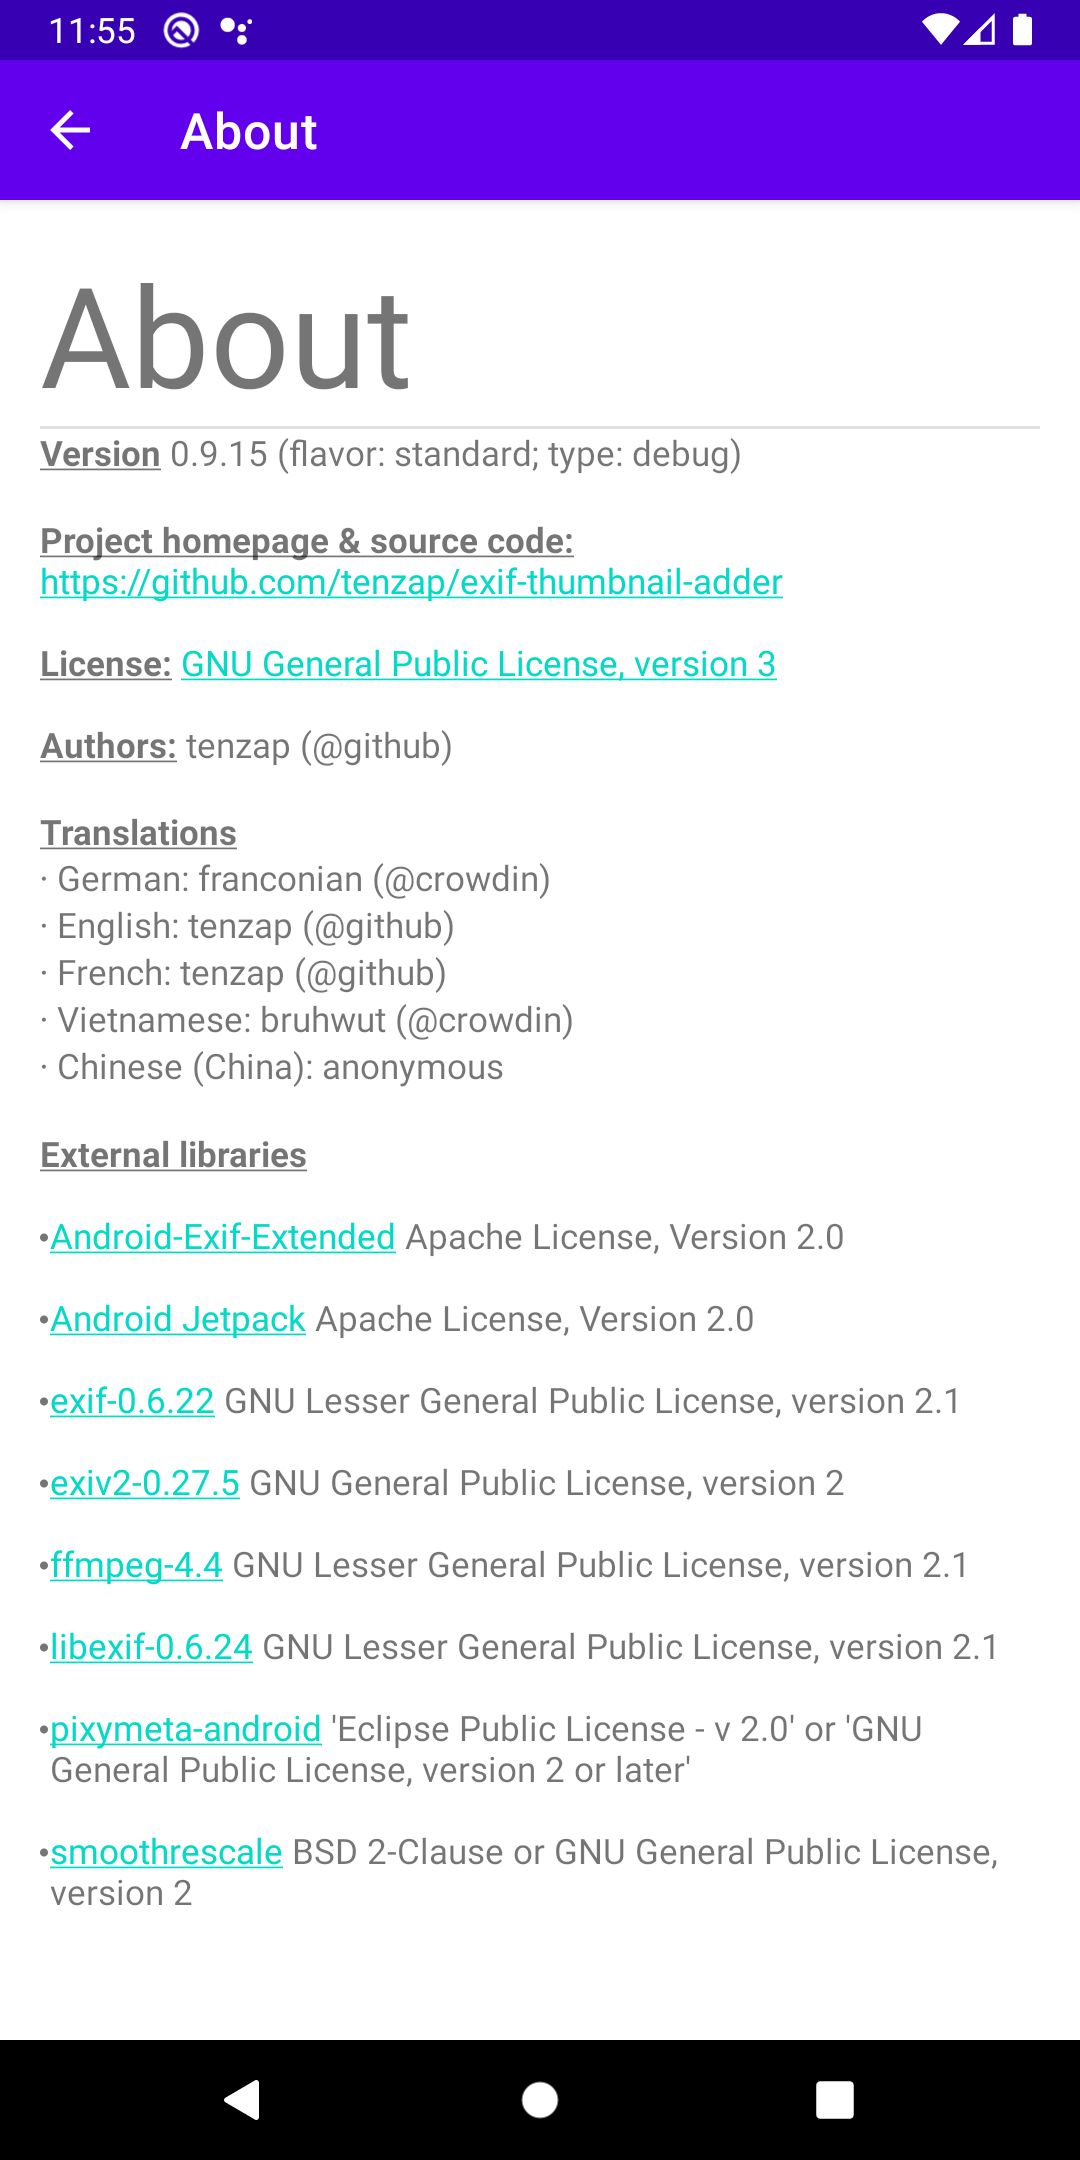 11:55
About
About
Version 0.9.15 (flavor: standard; type: debug)
Project homepage & source code:
https://github.com/tenzap/exif-thumbnail-adder
License: GNU General Public License, version 3
Authors: tenzap (@github)
Translations
· German: franconian (@crowdin)
· English: tenzap (@github)
· French: tenzap (@github)
· Vietnamese: bruhwut (@crowdin)
· Chinese (China): anonymous
External libraries
•Android-Exif-Extended Apache License, Version 2.0
•Android Jetpack Apache License, Version 2.0
•exif-0.6.22 GNU Lesser General Public License, version 2.1
•exiv2-0.27.5 GNU General Public License, version 2
•ffmpeg-4.4 GNU Lesser General Public License, version 2.1
•libexif-0.6.24 GNU Lesser General Public License, version 2.1
•pixymeta-android 'Eclipse Public License - v 2.0' or 'GNU
General Public License, version 2 or later'
•smoothrescale BSD 2-Clause or GNU General Public License,
version 2